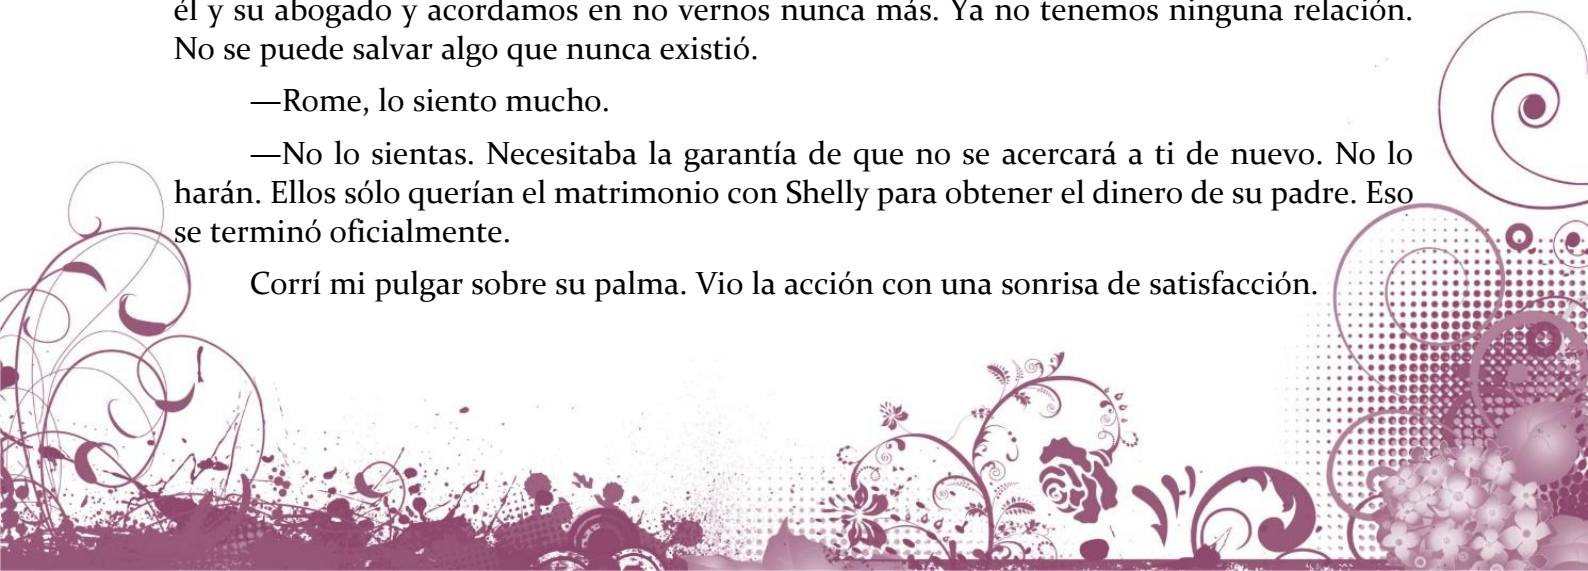 él y su abogado y acordamos en no vernos nunca más. Ya no tenemos ninguna relación.
No se puede salvar algo que nunca existió.
—Rome, lo siento mucho.
—No lo sientas. Necesitaba la garantía de que no se acercará a ti de nuevo. No lo
harán. Ellos sólo querían el matrimonio con Shelly para obtener el dinero de su padre. Eso
se terminó oficialmente.
Corrí mi pulgar sobre su palma. Vio la acción con una sonrisa de satisfacción.